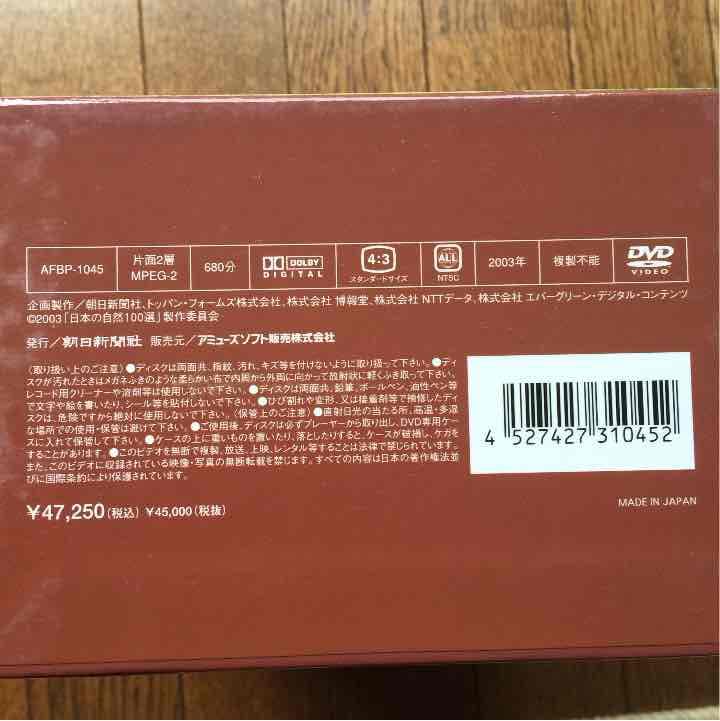 AFBP-1045
片面2層
MPEG-2
680分
DOLBY
DIGITAL
4:3
スタンダードサイズ
ALL
NTSC
2003年
複製不能
DVD
VIDEO
企画製作/朝日新聞社、トッパン・フォームズ株式会社、株式会社 博報堂、株式会社 NTTデータ、株式会社 エバーグリーン・デジタル・コンテンツ
©2003「日本の自然100選」製作委員会
発行/朝日新聞社 販売元/アミューズソフト販売株式会社
〈取り扱い上のご注意〉●ディスクは両面共、指紋、汚れ、キズ等を付けないように取り扱って下さい。●ディ
スクが汚れたときはメガネふきのような柔らかい布で内周から外周に向かって放射状に軽くふき取って下さい。
レコード用クリーナーや溶剤等は使用しないで下さい。●ディスクは両面共、鉛筆、ボールペン、油性ペン等
で文字や絵を書いたり、シール等を貼付しないで下さい。●ひび割れや変形、又は接着剤等で補修したディ
スクは、危険ですから絶対に使用しないで下さい。〈保管上のご注意〉●直射日光の当たる所、高温・多湿
な場所での使用・保管は避けて下さい。●ご使用後、ディスクは必ずプレーヤーから取り出し、DVD専用ケー
スに入れて保管して下さい。●ケースの上に重いものを置いたり、落としたりすると、ケースが破損し、ケガを
することがあります。●このビデオを無断で複製、放送、上映、レンタル等することは法律で禁じられています。
また、このビデオに収録されている映像・写真の無断転載を禁じます。すべての内容は日本の著作権法並
びに国際条約により保護されています。
4 527427 310452
¥47,250(税込) ¥45,000(税抜)
MADE IN JAPAN